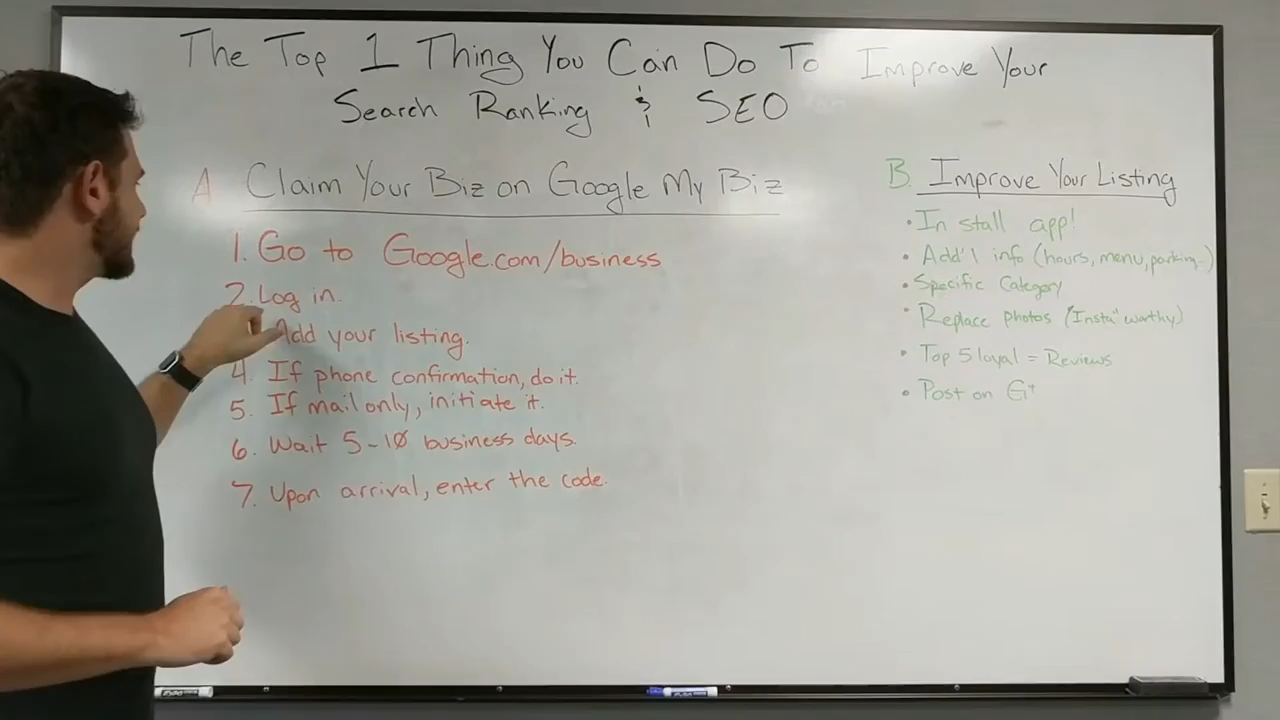 The Top 1 Thing You Can Do To Improve Your
Search Ranking & SEO
A Claim Your Biz on Google My Biz
1. Go to Google.com/business
2. Log in.
Add your listing.
4. If phone confirmation, do it.
5. If mail only, initiate it.
6. Wait 5-10 business days.
7. Upon arrival, enter the code.
B. Improve Your Listing
• In stall app!
• Add'l info (hours, menu, parking...)
• Specific Category
• Replace photos ("Insta" worthy)
• Top 5 loyal = Reviews
• Post on G+
EXPO